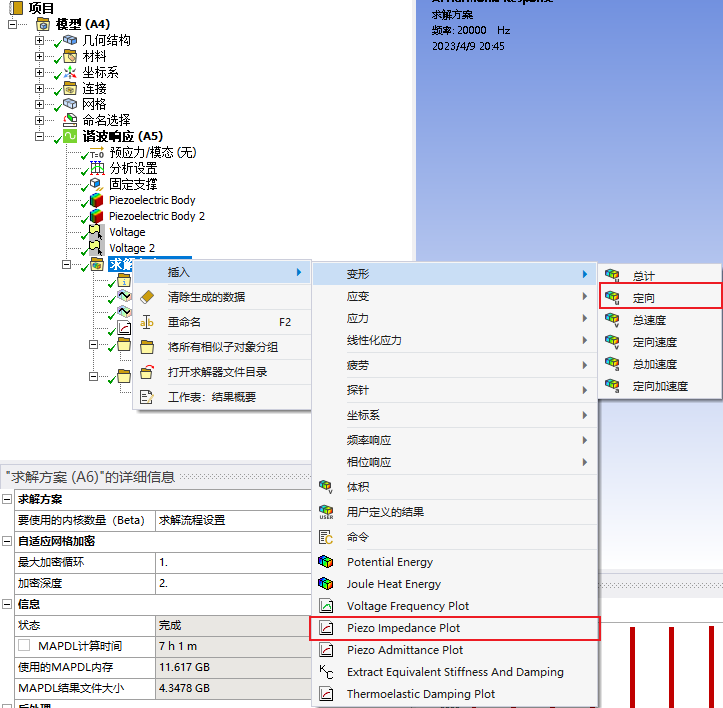 项目
模型 (A4)
几何结构
材料
坐标系
连接
网格
命名选择
谐波响应 (A5)
预应力/模态 (无)
T=0
分析设置
固定支撑
Piezoelectric Body
Piezoelectric Body 2
Voltage
Voltage 2
求解方案
频率: 20000 Hz
2023/4/9 20:45
插入
清除生成的数据
重命名 F2
将所有相似子对象分组
打开求解器文件目录
工作表：结果概要
变形
应变
应力
线性化应力
疲劳
探针
坐标系
频率响应
相位响应
体积
用户定义的结果
命令
Potential Energy
Joule Heat Energy
Voltage Frequency Plot
Piezo Impedance Plot
Piezo Admittance Plot
Extract Equivalent Stiffness And Damping
Thermoelastic Damping Plot
总计
定向
总速度
定向速度
总加速度
定向加速度
"求解方案 (A6)"的详细信息
求解方案
要使用的内核数量（Beta） 求解流程设置
自适应网格加密
最大加密循环 1.
加密深度 2.
信息
状态 完成
MAPDL计算时间 7 h 1 m
使用的MAPDL内存 11.617 GB
MAPDL结果文件大小 4.3478 GB